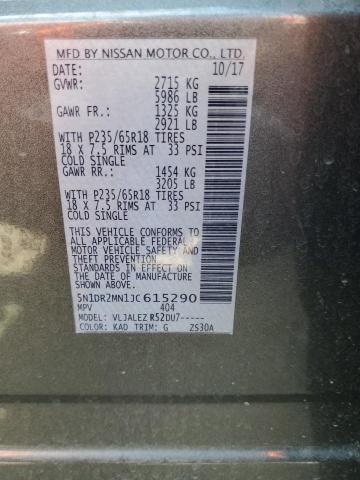 MFD BY NISSAN MOTOR CO., LTD.
DATE: 10/17
GVWR: 2715 KG
5986 LB
GAWR FR.: 1325 KG
2921 LB
WITH P235/65R18 TIRES
18 X 7.5 RIMS AT 33 PSI
COLD SINGLE
GAWR RR.: 1454 KG
3205 LB
WITH P235/65R18 TIRES
18 X 7.5 RIMS AT 33 PSI
COLD SINGLE
THIS VEHICLE CONFORMS
TO ALL APPLICABLE FEDERAL
MOTOR VEHICLE SAFETY AND
THEFT PREVENTION
STANDARDS IN EFFECT ON
THE DATE OF MANUFACTURE
SHOWN ABOVE.
5N1DR2MN1JC615290
MPV 404
MODEL: VLJALEZ R52DU7-----
COLOR: KAD TRIM: G ZS30A